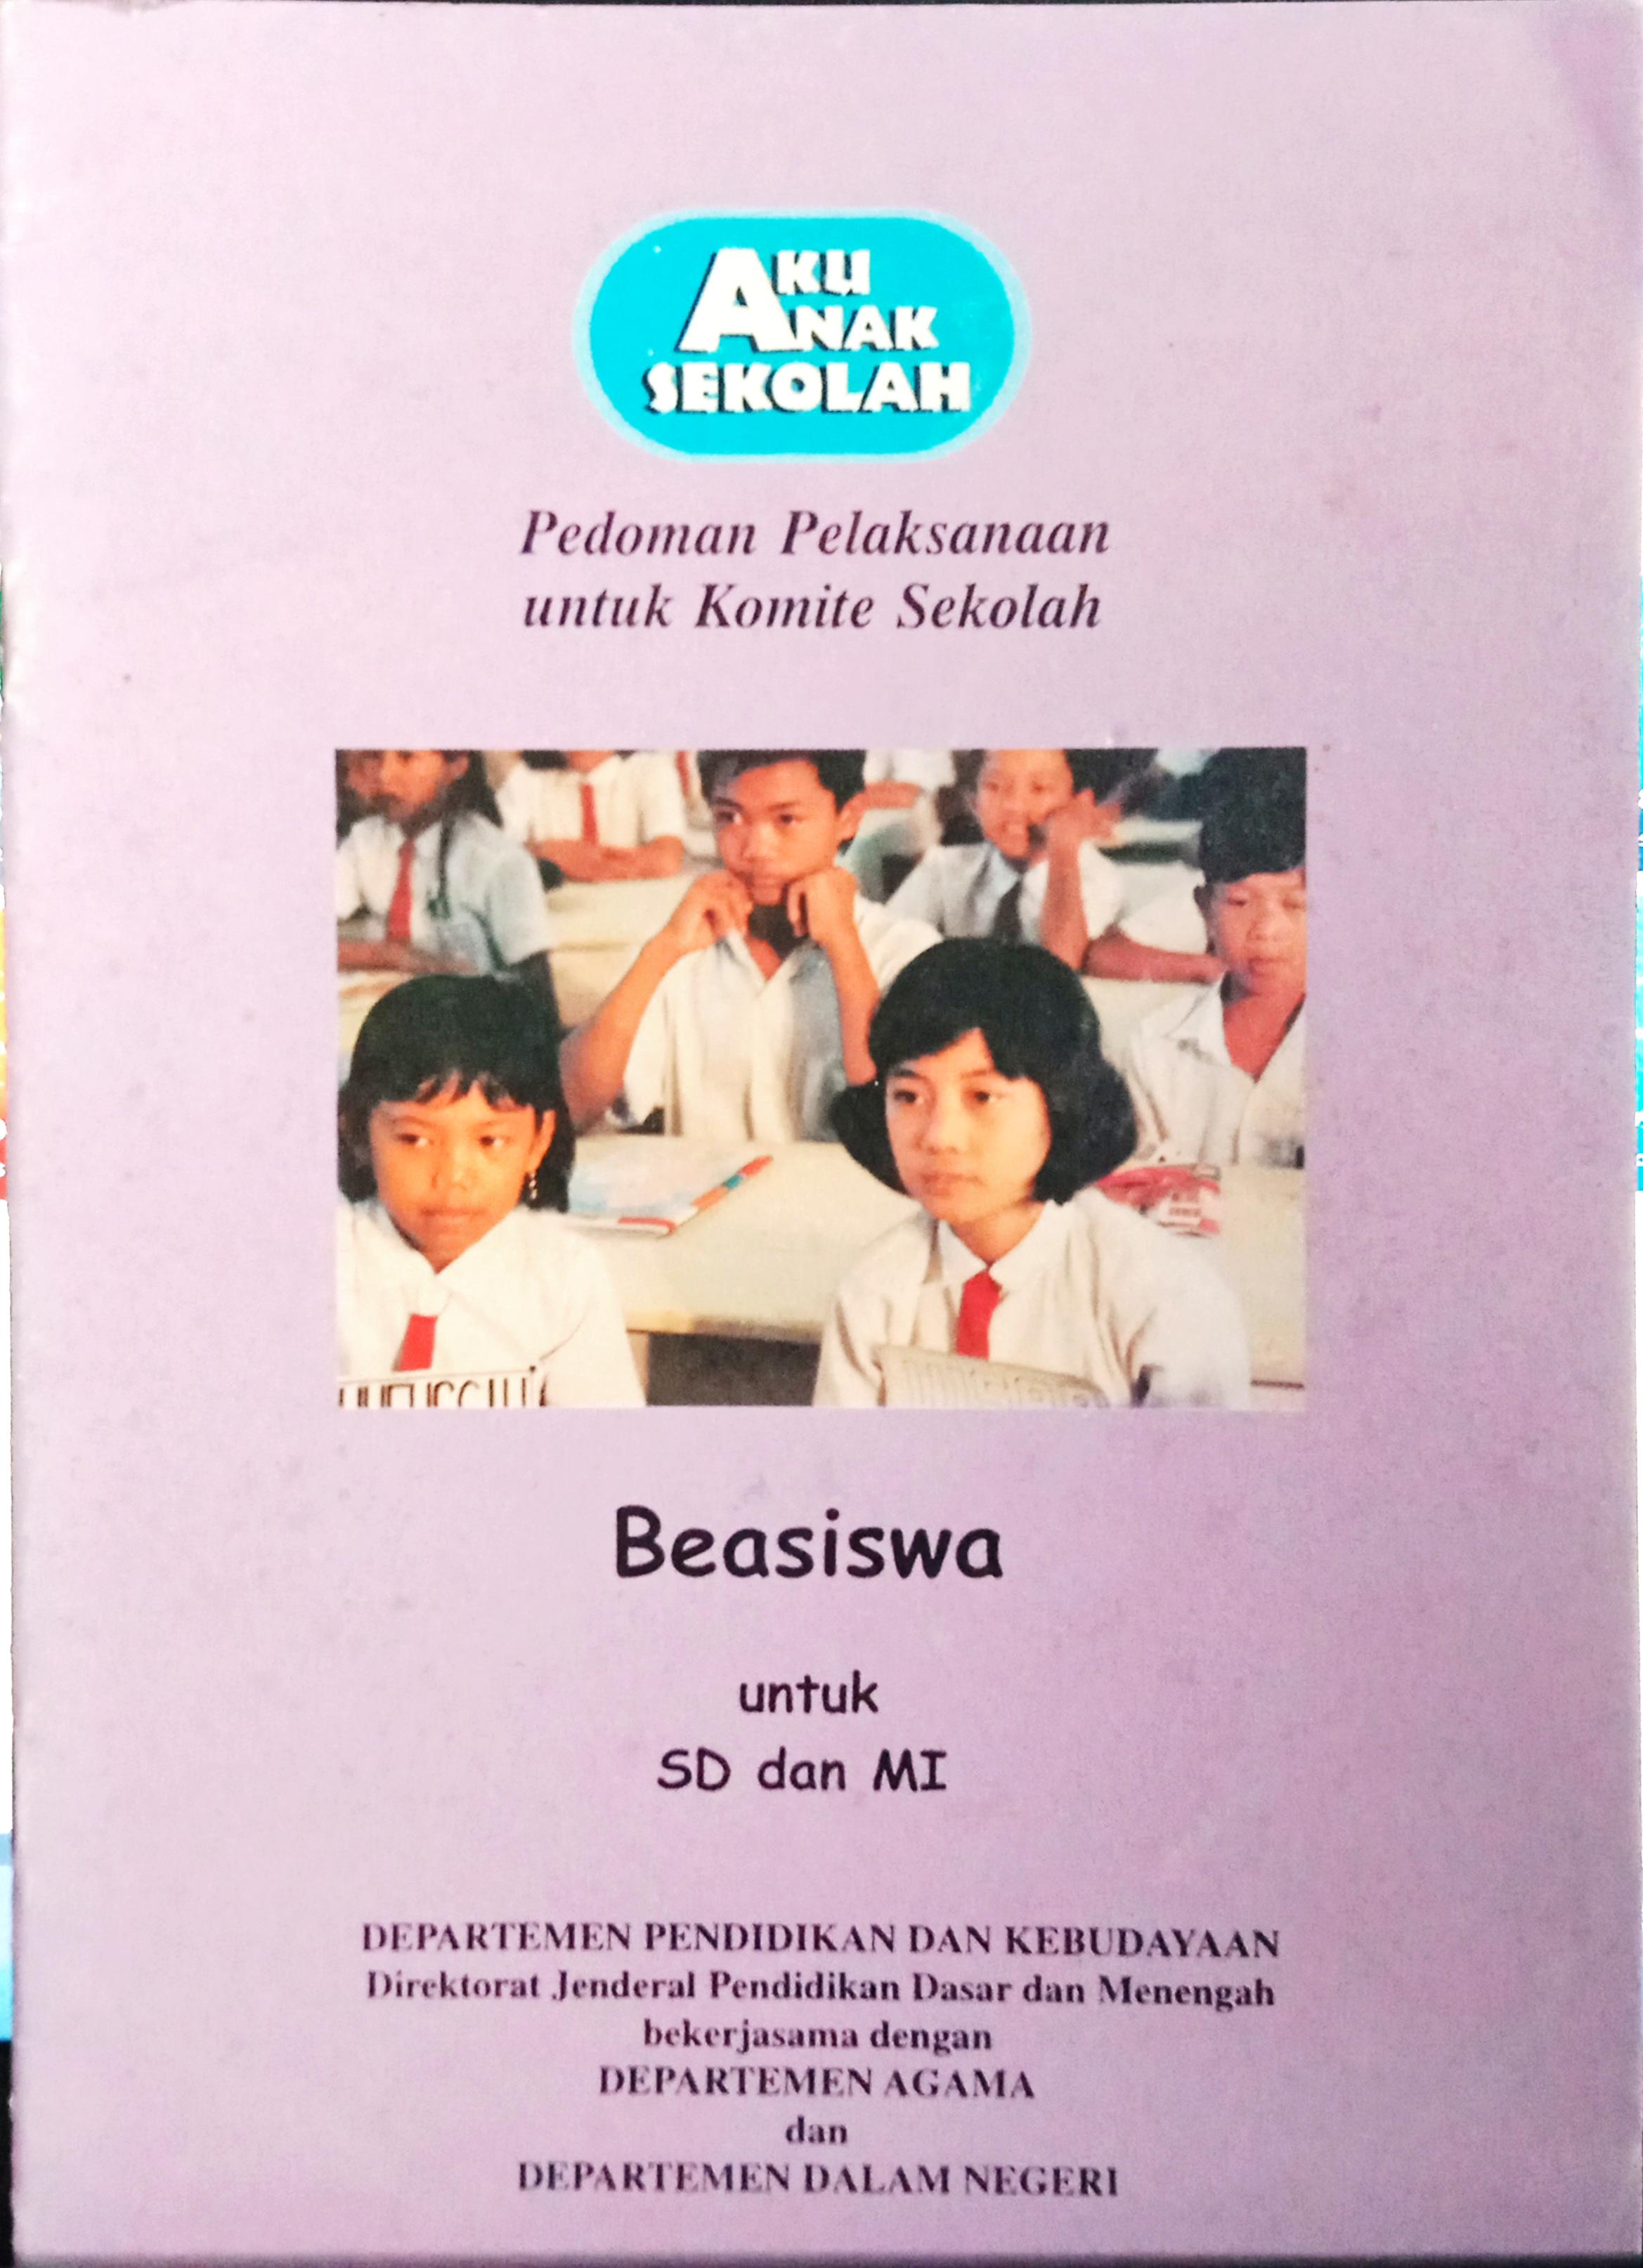 AKU
ANAK
SEKOLAH
Pedoman Pelaksanaan
untuk Komite Sekolah
Beasiswa
untuk
SD dan MI
DEPARTEMEN PENDIDIKAN DAN KEBUDAYAAN
Direktorat Jenderal Pendidikan Dasar dan Menengah
bekerjasama dengan
DEPARTEMEN AGAMA
dan
DEPARTEMEN DALAM NEGERI